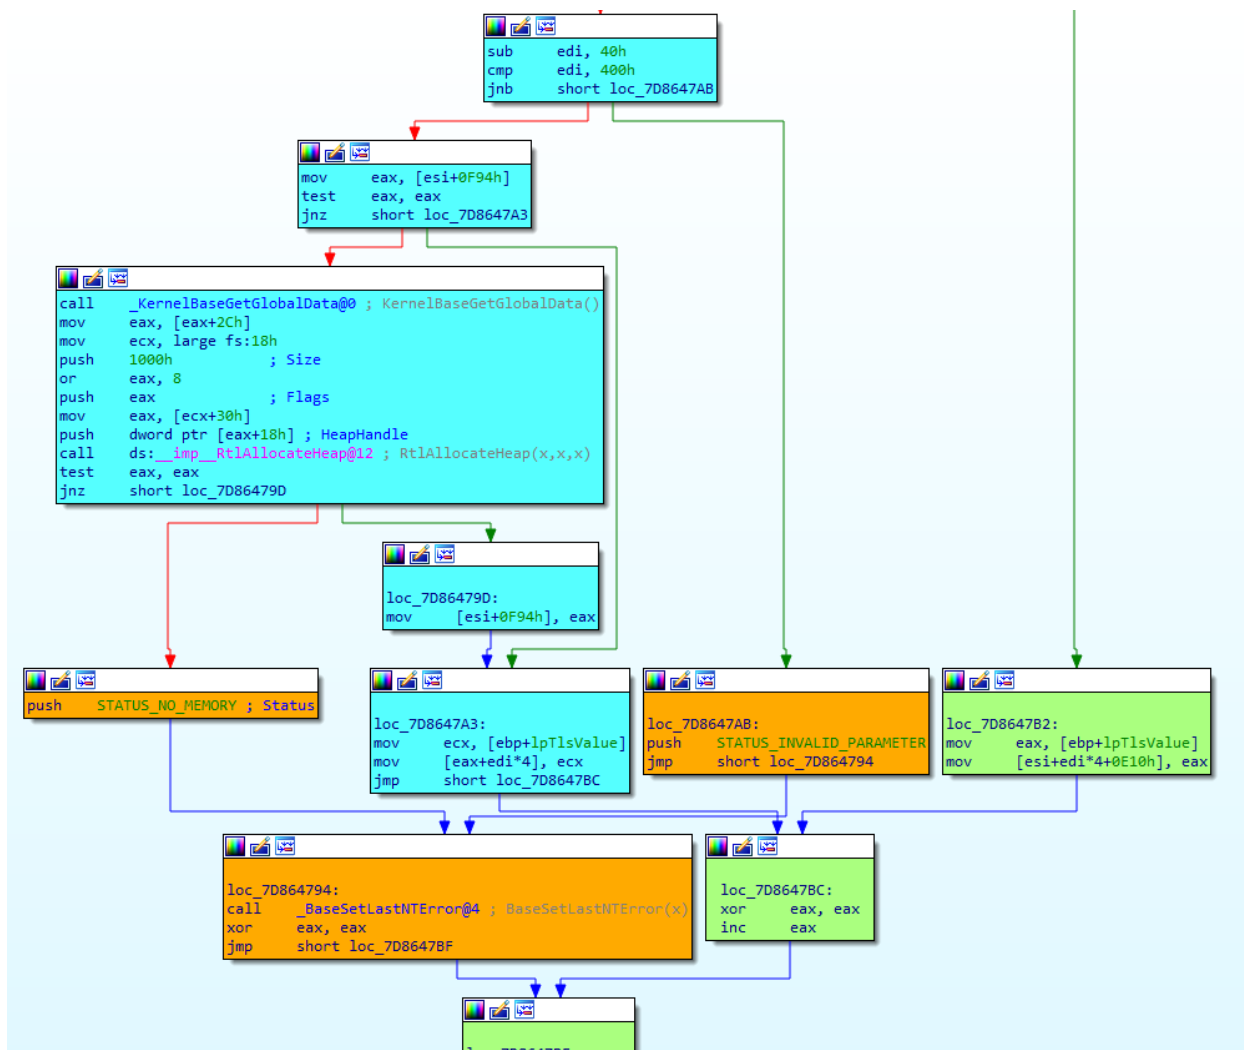 sub edi, 40h
cmp edi, 400h
jnb short loc_7D8647AB
mov eax, [esi+0F94h]
test eax, eax
jnz short loc_7D8647A3
call _KernelBaseGetGlobalData@0 ; KernelBaseGetGlobalData()
mov eax, [eax+2Ch]
mov ecx, large fs:18h
push 1000h ; Size
or eax, 8
push eax ; Flags
mov eax, [ecx+30h]
push dword ptr [eax+18h] ; HeapHandle
call ds:__imp__RtlAllocateHeap@12 ; RtlAllocateHeap(x,x,x)
test eax, eax
jnz short loc_7D86479D
loc_7D86479D:
mov [esi+0F94h], eax
push STATUS_NO_MEMORY ; Status
loc_7D8647A3:
mov ecx, [ebp+lpTlsValue]
mov [eax+edi*4], ecx
jmp short loc_7D8647BC
loc_7D8647AB:
push STATUS_INVALID_PARAMETER
jmp short loc_7D864794
loc_7D8647B2:
mov eax, [ebp+lpTlsValue]
mov [esi+edi*4+0E10h], eax
loc_7D864794:
call _BaseSetLastNTError@4 ; BaseSetLastNTError(x)
xor eax, eax
jmp short loc_7D8647BF
loc_7D8647BC:
xor eax, eax
inc eax